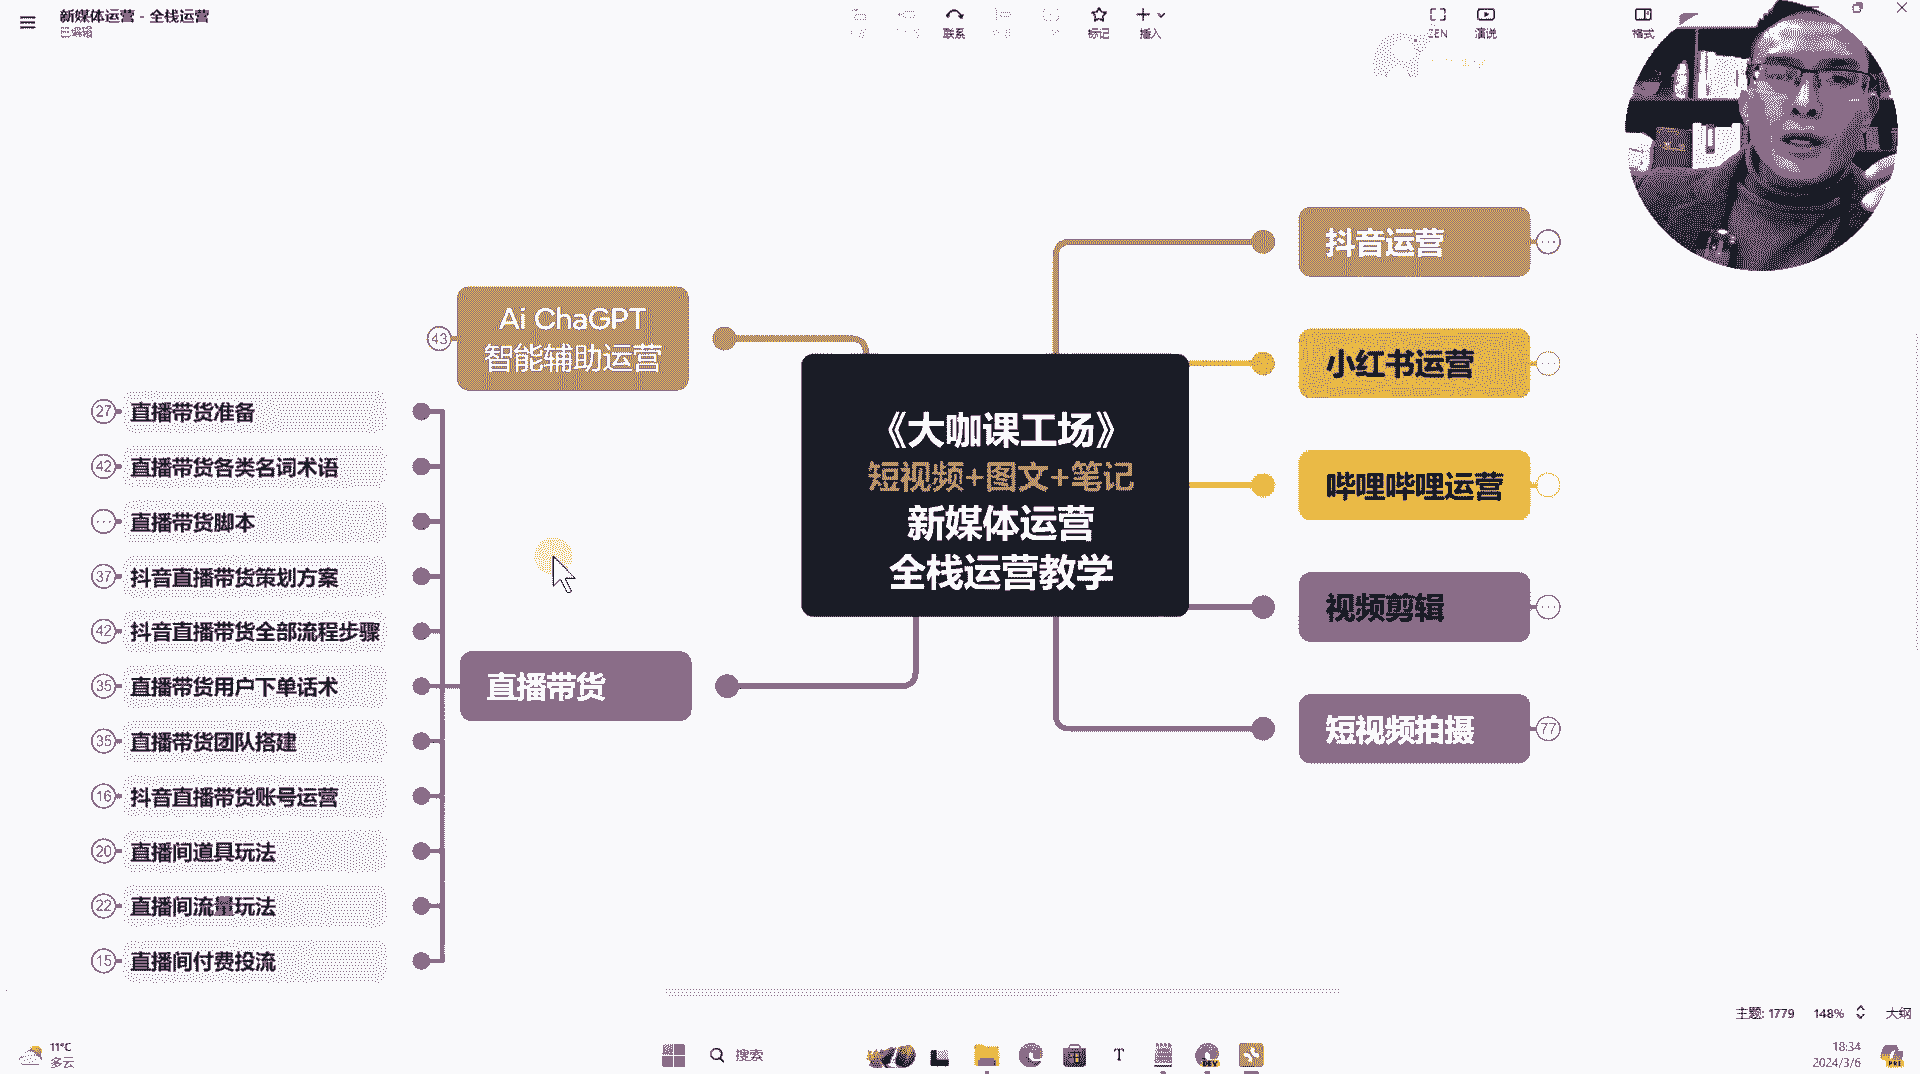 新媒体运营 - 全栈运营
已编辑
联系
标记
插入
ZEN
演说
格式
Ai ChaGPT
智能辅助运营
43
27
直播带货准备
42
直播带货各类名词术语
直播带货脚本
37
抖音直播带货策划方案
42
抖音直播带货全部流程步骤
35
直播带货用户下单话术
35
直播带货团队搭建
16
抖音直播带货账号运营
20
直播间道具玩法
22
直播间流量玩法
15
直播间付费投流
直播带货
《大咖课工场》
短视频+图文+笔记
新媒体运营
全栈运营教学
抖音运营
小红书运营
哔哩哔哩运营
视频剪辑
短视频拍摄
77
主题: 1779
148%
大纲
11°C
多云
搜索
T
DEV
18:34
2024/3/6
PRE